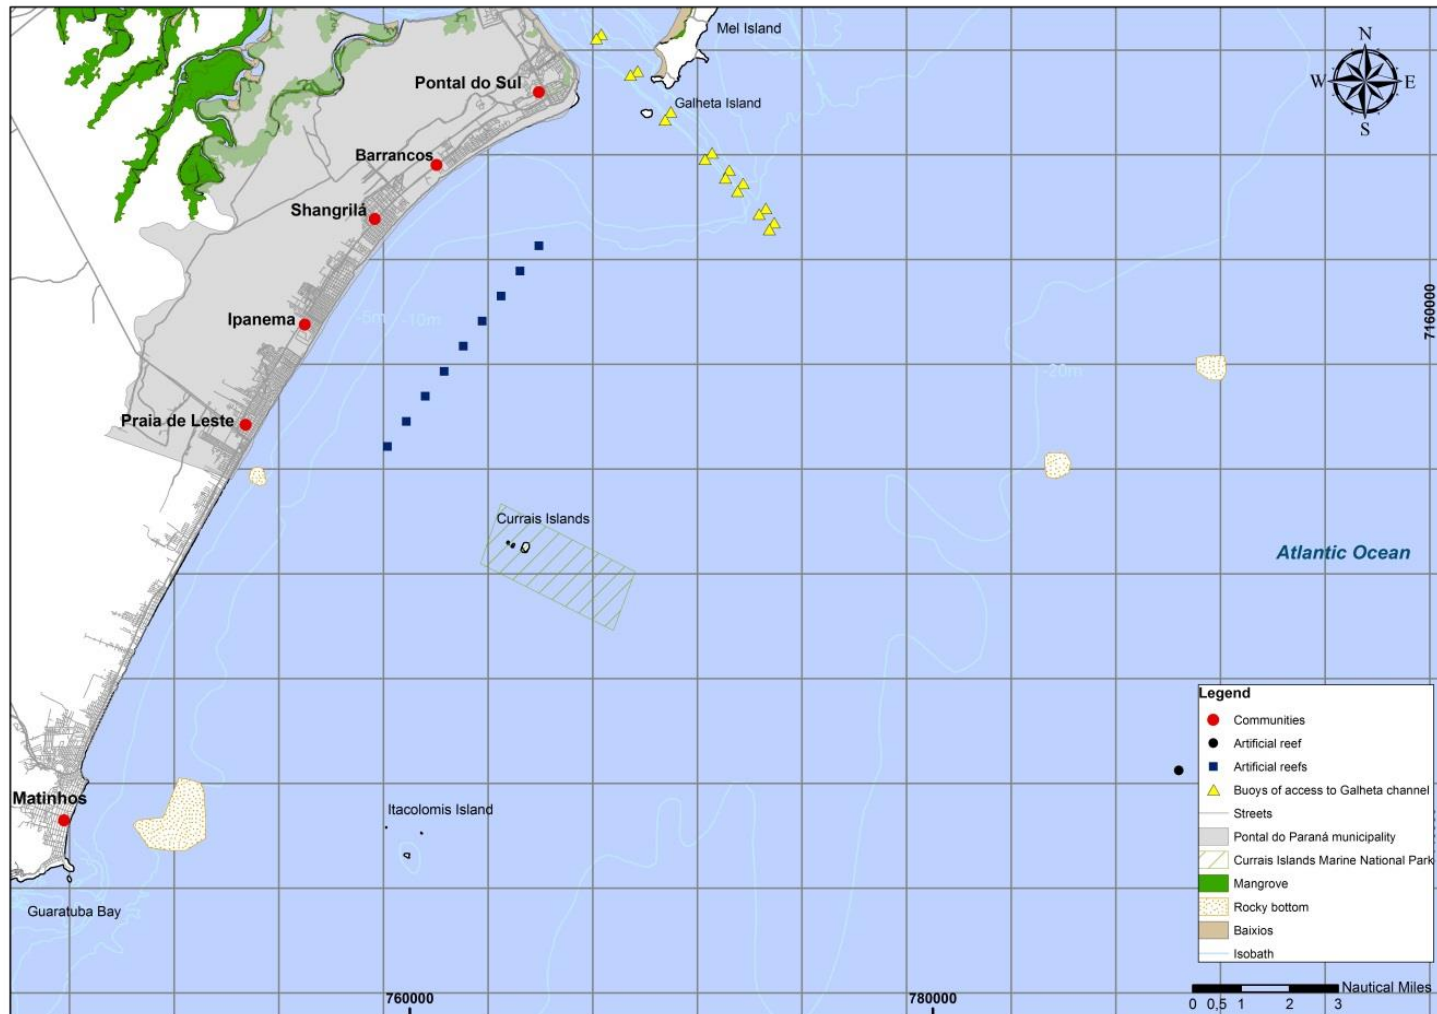 Mel Island
N
Pontal do Sul
W
E
Galheta Island
S
Barrancos
Shangrilá
7160000
Ipanema
-5m
-10m
-20m
Praia de Leste
Currais Islands
Atlantic Ocean
Legend
Communities
Artificial reef
Artificial reefs
Buoys of access to Galheta channel
Streets
Pontal do Paraná municipality
Currais Islands Marine National Park
Mangrove
Rocky bottom
Baixios
Isobath
Matinhos
Itacolomis Island
Guaratuba Bay
760000
780000
Nautical Miles
0 0,5 1 2 3